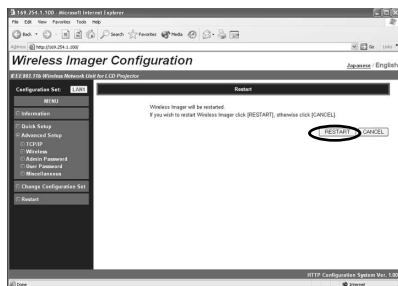 169.254.1.100 - Microsoft Internet Explorer
File Edit View Favorites Tools Help
Back Search Favorites Media
Address http://169.254.1.100/ Go Links
Wireless Imager Configuration
Japanese / English
IEEE802.11b Wireless Network Unit for LCD Projector
Configuration Set: LAN1
MENU
Information
Quick Setup
Advanced Setup
TCP/IP
Wireless
Admin Password
User Password
Miscellaneous
Change Configuration Set
Restart
Restart
Wireless Imager will be restarted.
If you wish to restart Wireless Imager click [RESTART], otherwise click [CANCEL].
RESTART CANCEL
HTTP Configuration System Ver. 1.00
Done Internet